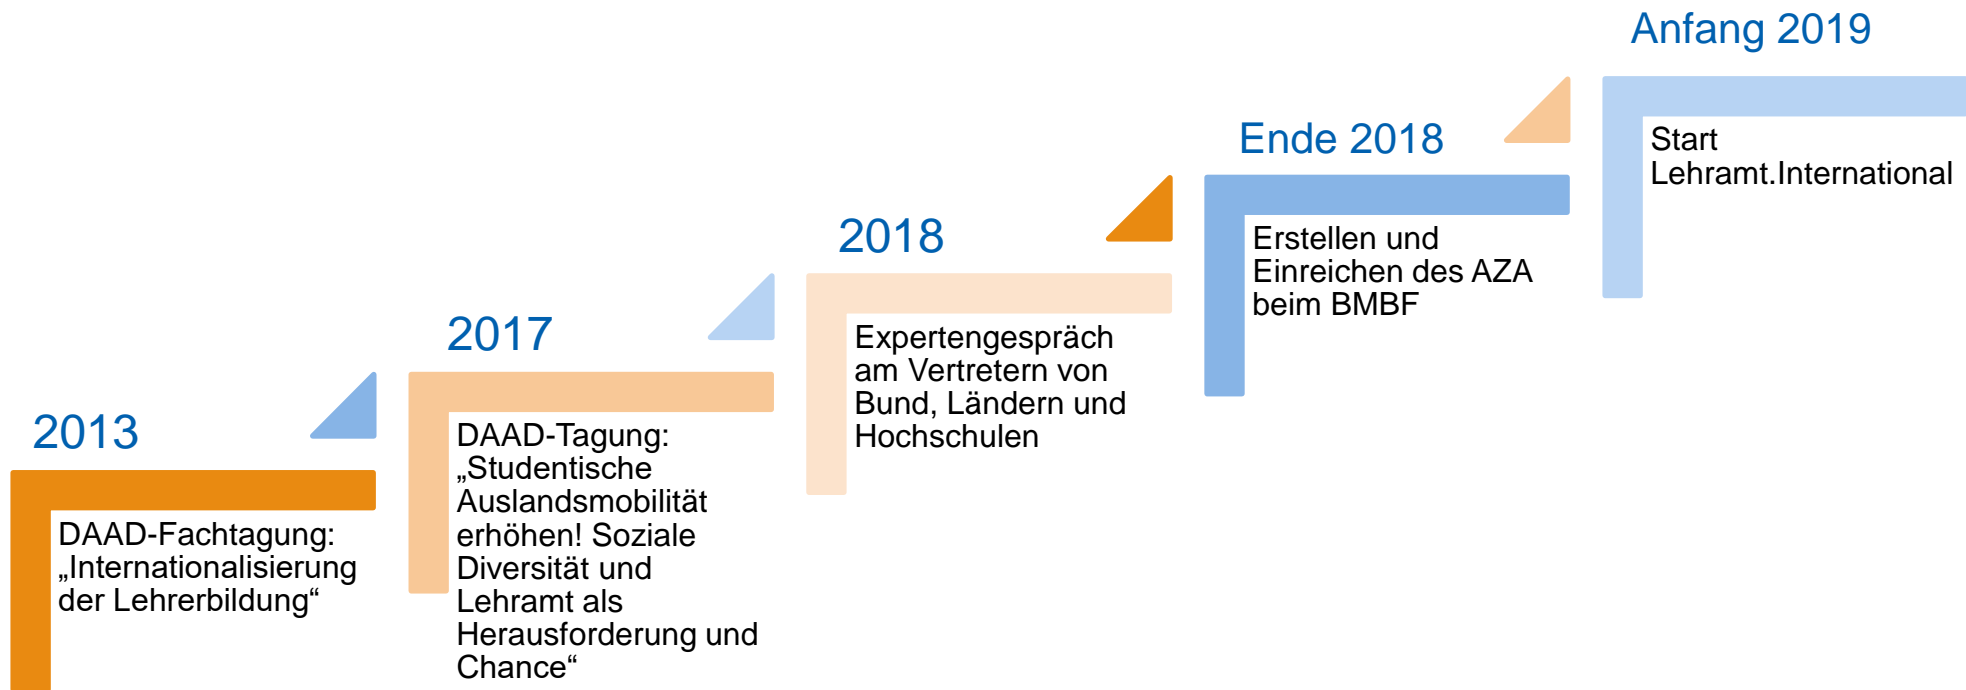 2013
DAAD-Fachtagung:
„Internationalisierung
der Lehrerbildung“
2017
DAAD-Tagung:
„Studentische
Auslandsmobilität
erhöhen! Soziale
Diversität und
Lehramt als
Herausforderung und
Chance“
2018
Expertengespräch
am Vertretern von
Bund, Ländern und
Hochschulen
Ende 2018
Erstellen und
Einreichen des AZA
beim BMBF
Anfang 2019
Start
Lehramt.International